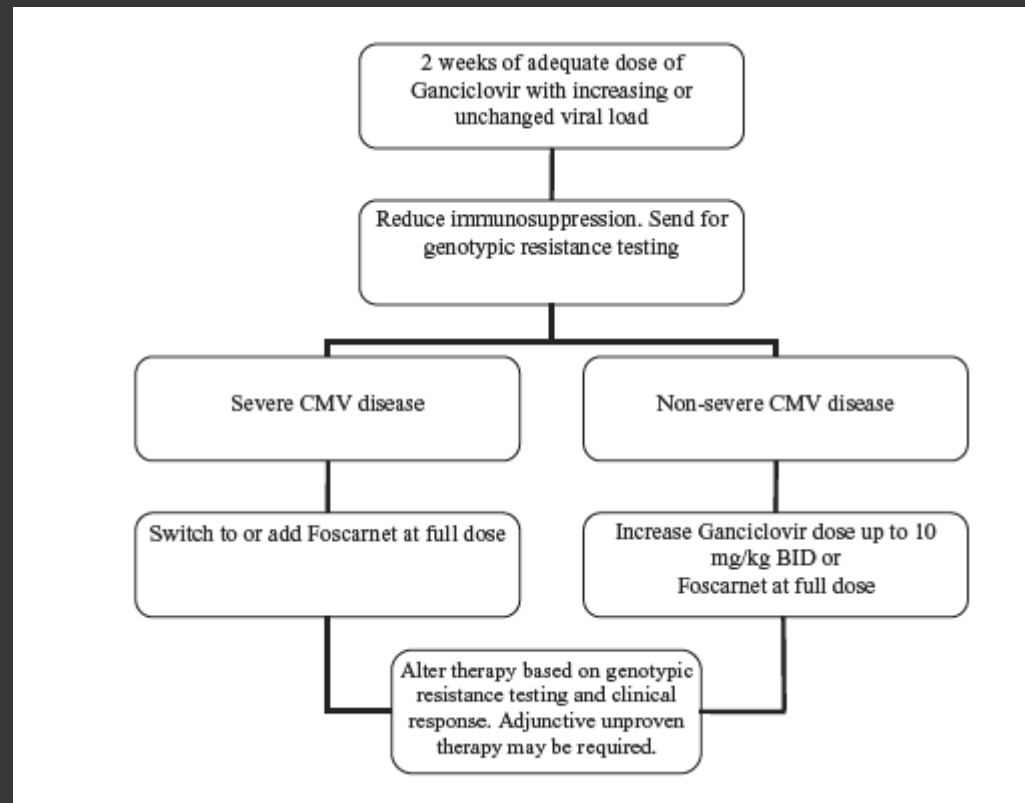 2 weeks of adequate dose of
Ganciclovir with increasing or
unchanged viral load
Reduce immunosuppression. Send for
genotypic resistance testing
Severe CMV disease
Non-severe CMV disease
Switch to or add Foscarnet at full dose
Increase Ganciclovir dose up to 10
mg/kg BID or
Foscarnet at full dose
Alter therapy based on genotypic
resistance testing and clinical
response. Adjunctive unproven
therapy may be required.